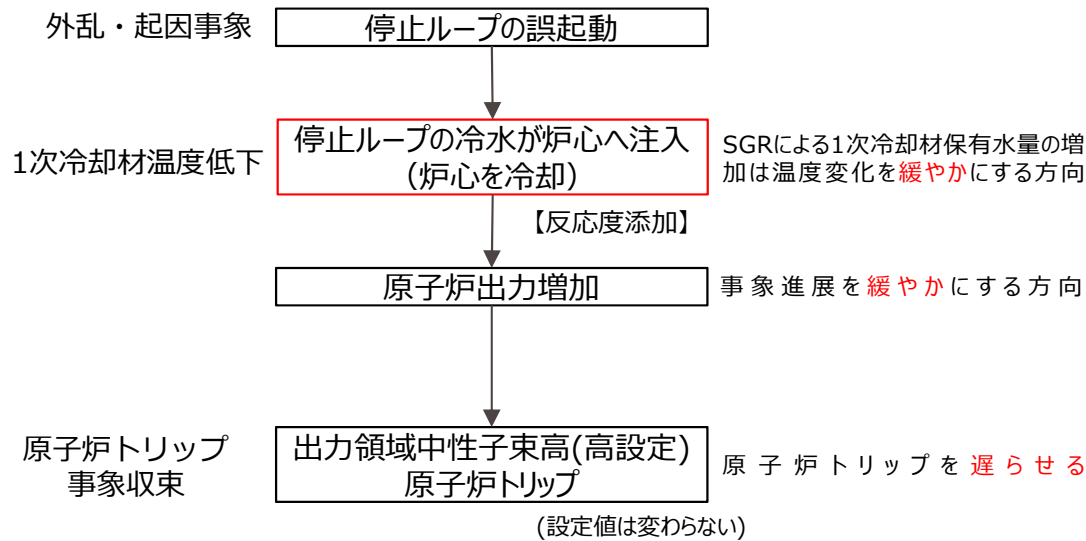 外乱・起因事象
停止ループの誤起動
1次冷却材温度低下
停止ループの冷水が炉心へ注入
(炉心を冷却)
SGRによる1次冷却材保有水量の増
加は温度変化を緩やかにする方向
【反応度添加】
原子炉出力増加
事象進展を緩やかにする方向
原子炉トリップ
事象収束
出力領域中性子束高(高設定)
原子炉トリップ
原子炉トリップを遅らせる
(設定値は変わらない)